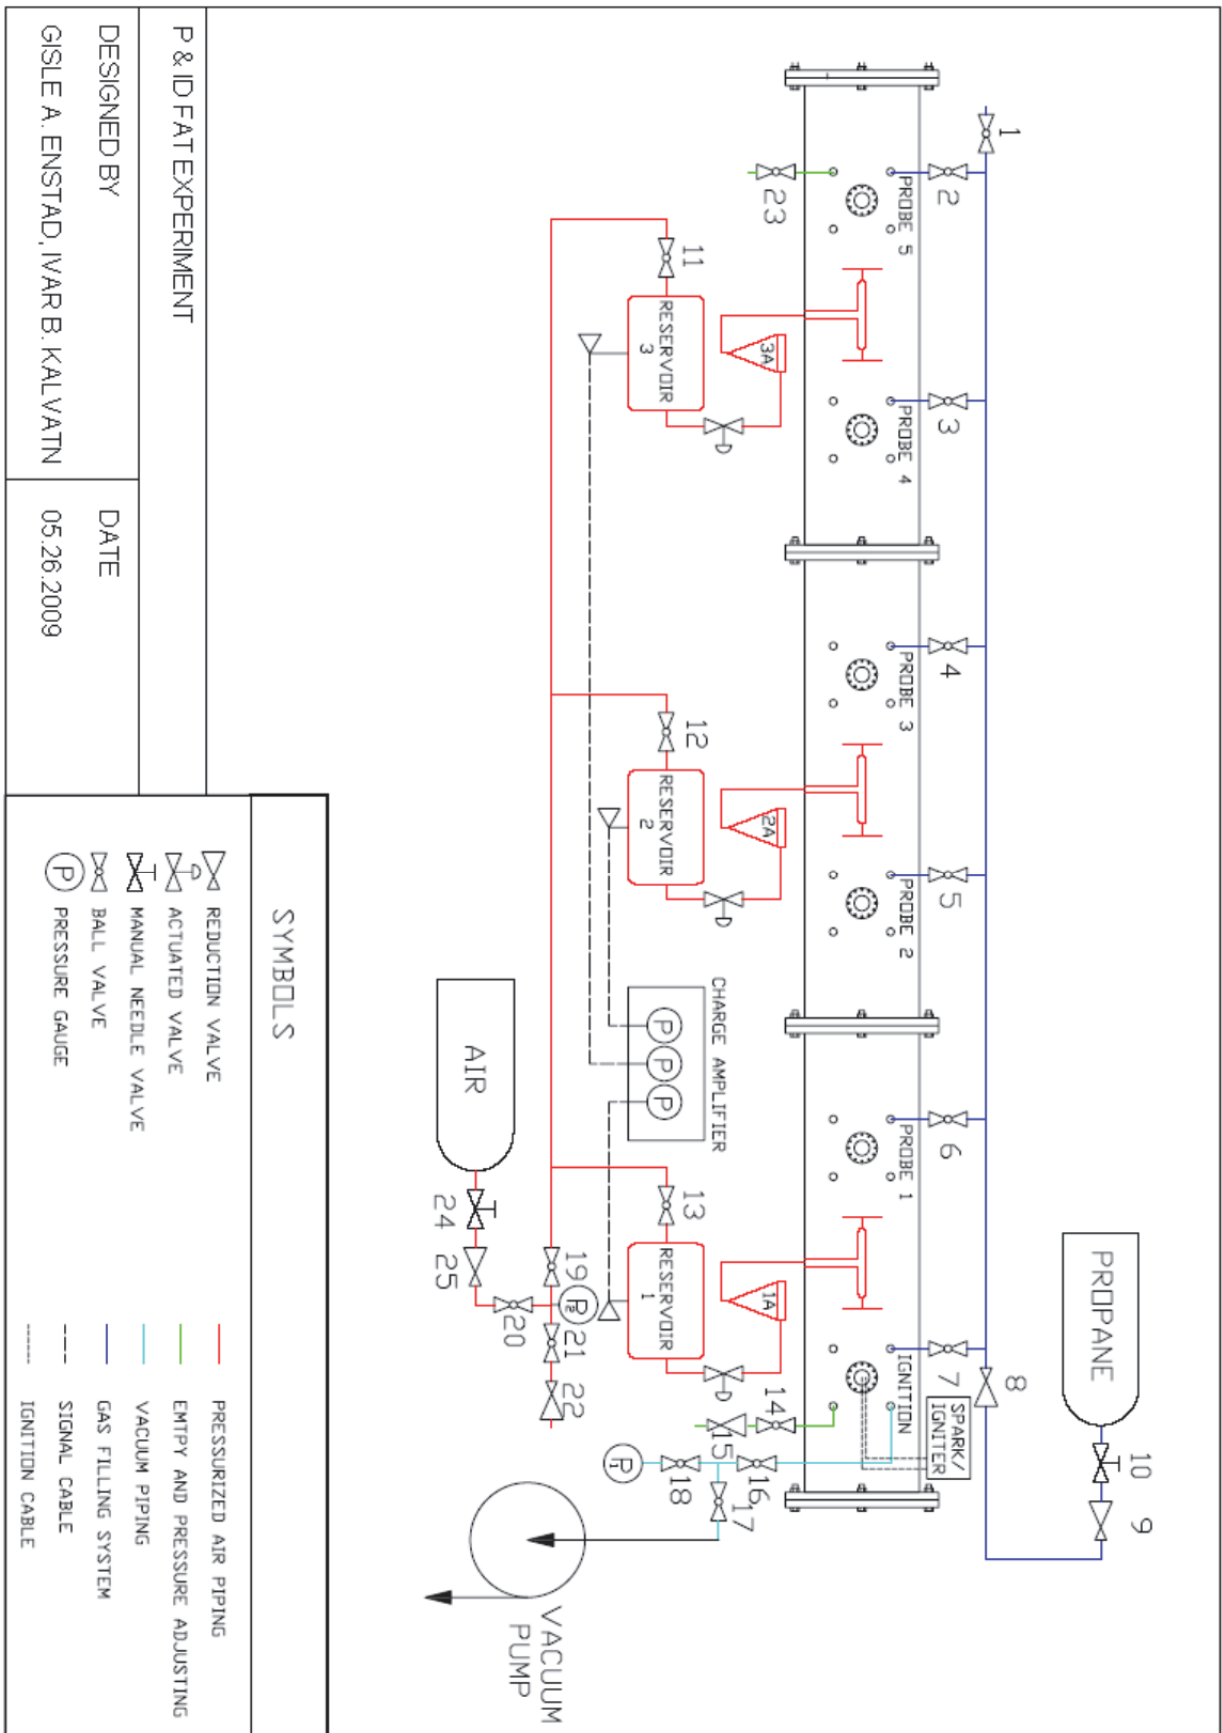 1
2
3
4
5
6
7
8
9
10
PROPANE
PROBE 5
PROBE 4
PROBE 3
PROBE 2
PROBE 1
IGNITION
SPARK/
IGNITER
23
3A
2A
1A
14
15
16
17
18
P1
11
12
13
RESERVOIR
3
RESERVOIR
2
RESERVOIR
1
CHARGE AMPLIFIER
P
P
P
19
P2
21
22
20
AIR
24
25
VACUUM
PUMP
SYMBOLS
REDUCTION VALVE
ACTUATED VALVE
MANUAL NEEDLE VALVE
BALL VALVE
P
PRESSURE GAUGE
PRESSURIZED AIR PIPING
EMTPY AND PRESSURE ADJUSTING
VACUUM PIPING
GAS FILLING SYSTEM
SIGNAL CABLE
IGNITION CABLE
P & ID FAT EXPERIMENT
DESIGNED BY
DATE
GISLE A. ENSTAD, IVAR B. KALVATN
05.26.2009